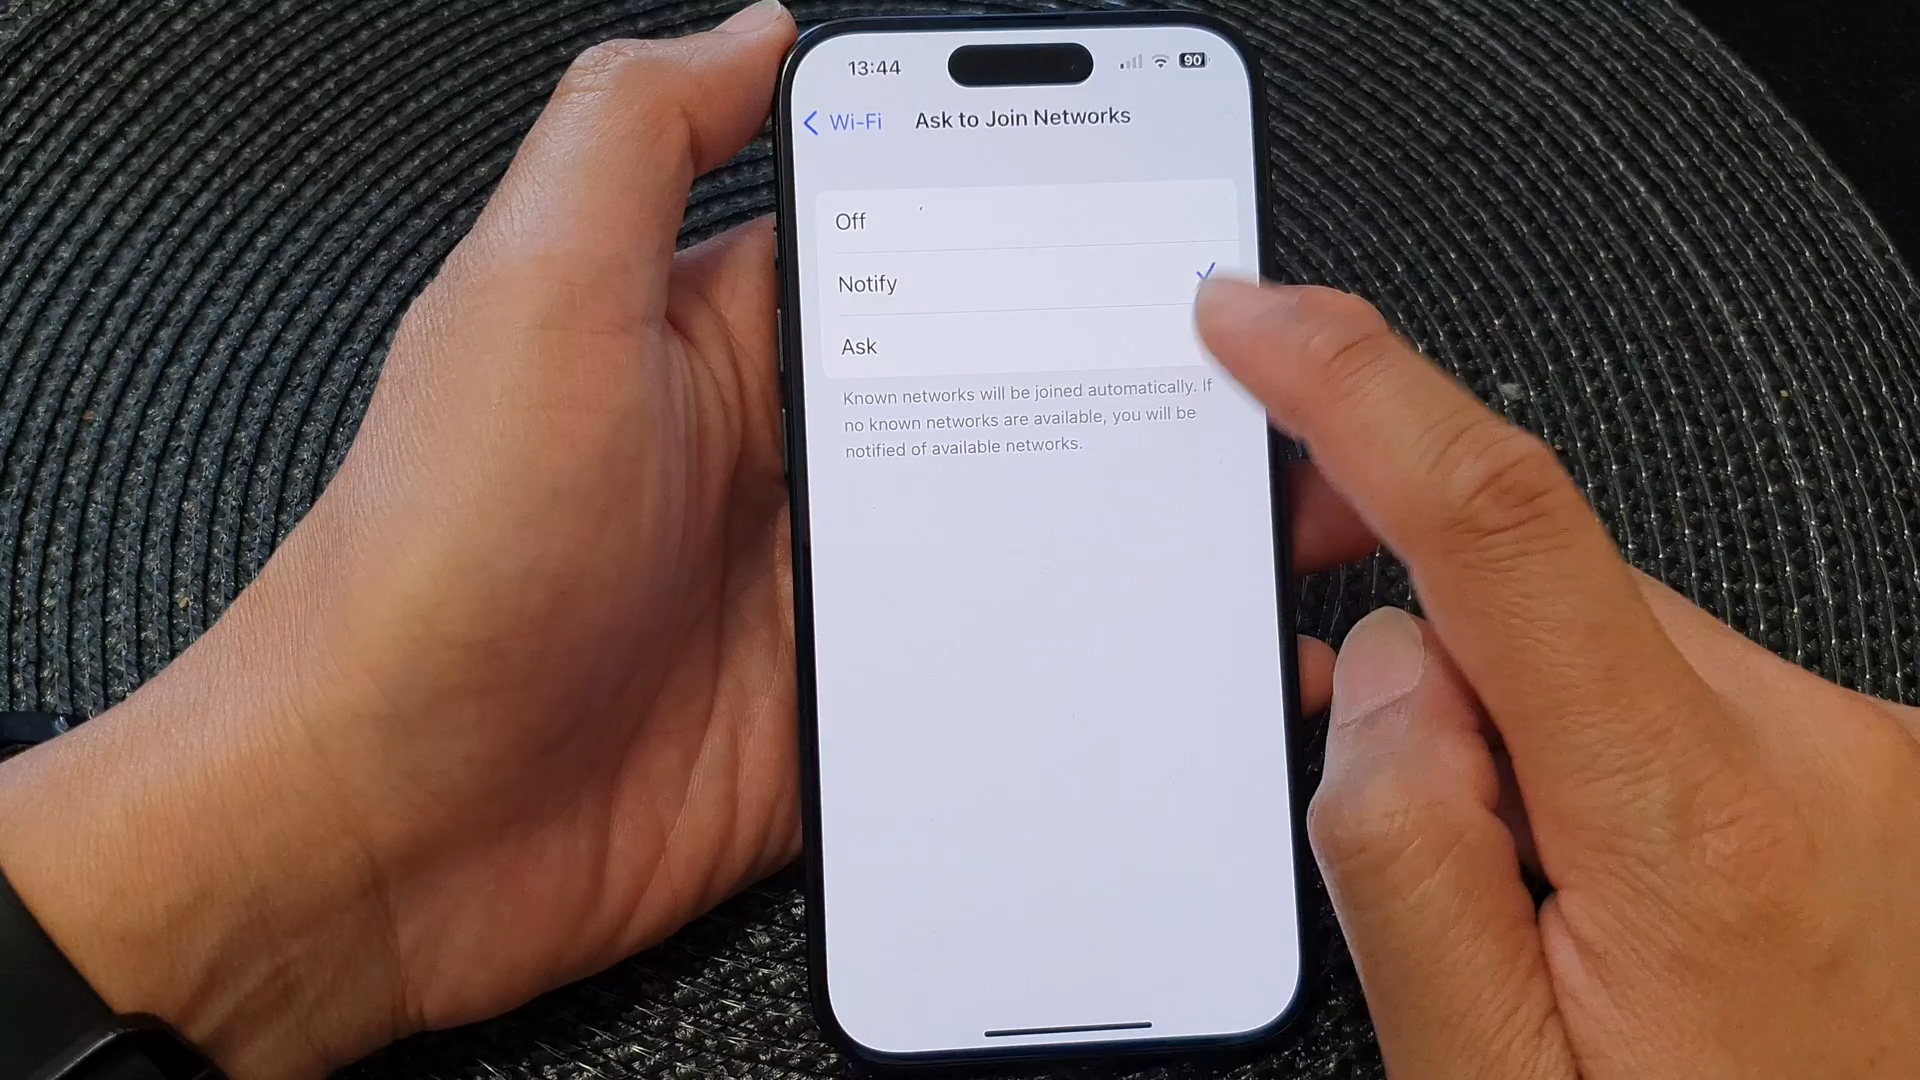 13:44
90
Wi-Fi
Ask to Join Networks
Off
Notify
Ask
Known networks will be joined automatically. If
no known networks are available, you will be
notified of available networks.